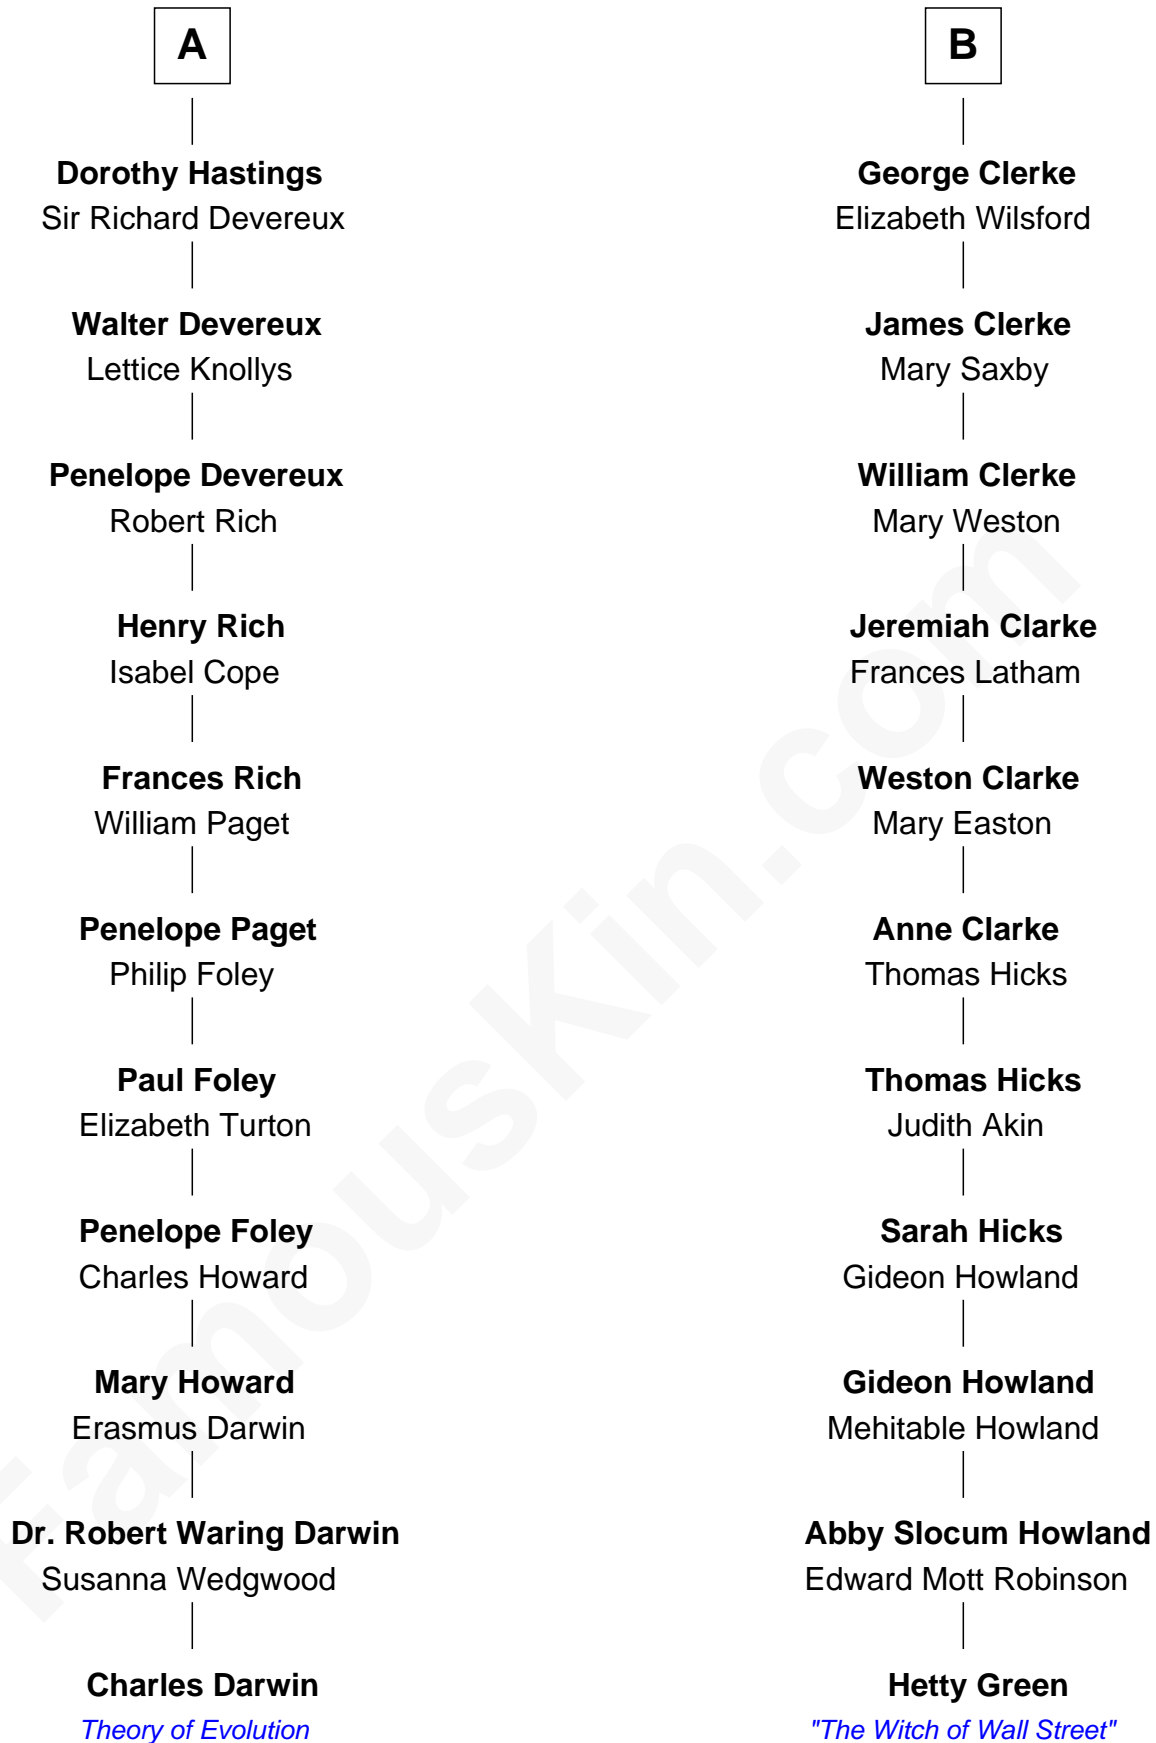 A
Dorothy Hastings
Sir Richard Devereux
Walter Devereux
Lettice Knollys
Penelope Devereux
Robert Rich
Henry Rich
Isabel Cope
Frances Rich
William Paget
Penelope Paget
Philip Foley
Paul Foley
Elizabeth Turton
Penelope Foley
Charles Howard
Mary Howard
Erasmus Darwin
Dr. Robert Waring Darwin
Susanna Wedgwood
Charles Darwin
Theory of Evolution
B
George Clerke
Elizabeth Wilsford
James Clerke
Mary Saxby
William Clerke
Mary Weston
Jeremiah Clarke
Frances Latham
Weston Clarke
Mary Easton
Anne Clarke
Thomas Hicks
Thomas Hicks
Judith Akin
Sarah Hicks
Gideon Howland
Gideon Howland
Mehitable Howland
Abby Slocum Howland
Edward Mott Robinson
Hetty Green
"The Witch of Wall Street"
FamousKin.com